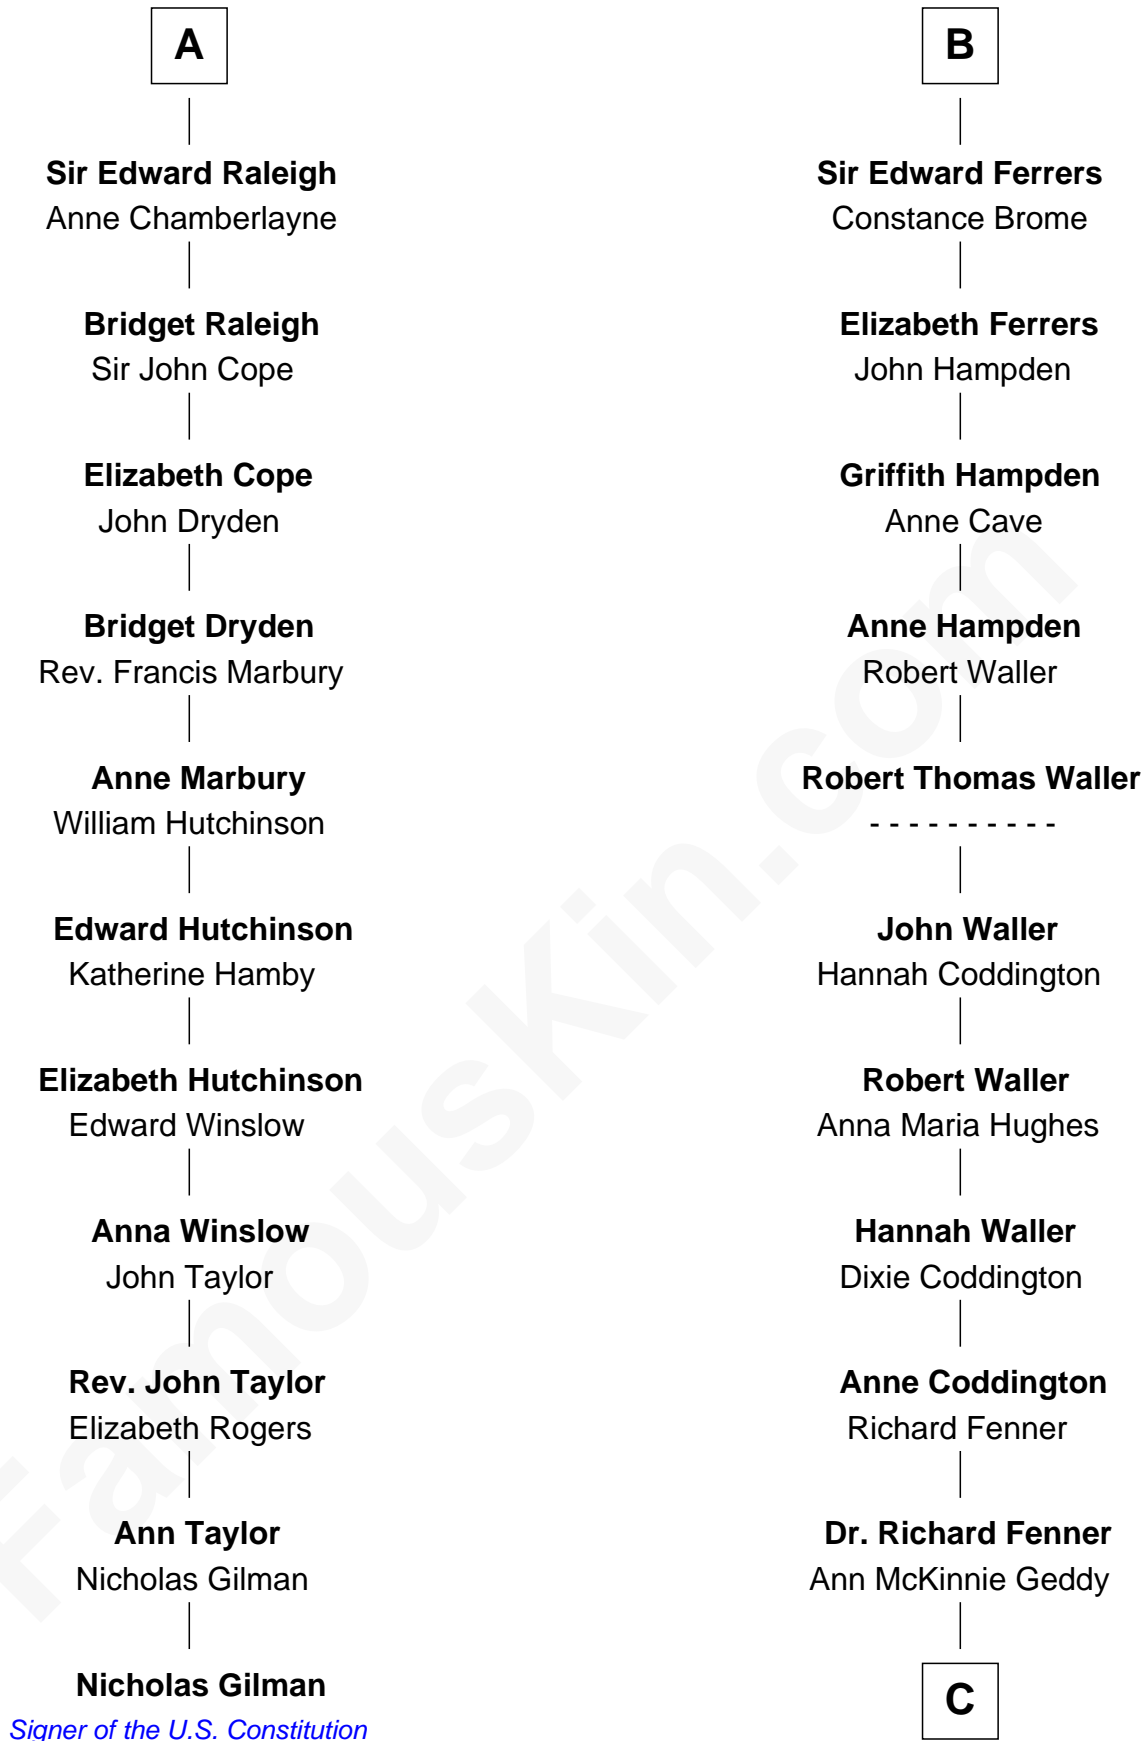 A
Sir Edward Raleigh
Anne Chamberlayne
Bridget Raleigh
Sir John Cope
Elizabeth Cope
John Dryden
Bridget Dryden
Rev. Francis Marbury
Anne Marbury
William Hutchinson
Edward Hutchinson
Katherine Hamby
Elizabeth Hutchinson
Edward Winslow
Anna Winslow
John Taylor
Rev. John Taylor
Elizabeth Rogers
Ann Taylor
Nicholas Gilman
Nicholas Gilman
Signer of the U.S. Constitution
B
Sir Edward Ferrers
Constance Brome
Elizabeth Ferrers
John Hampden
Griffith Hampden
Anne Cave
Anne Hampden
Robert Waller
Robert Thomas Waller
- - - - - - - - - -
John Waller
Hannah Coddington
Robert Waller
Anna Maria Hughes
Hannah Waller
Dixie Coddington
Anne Coddington
Richard Fenner
Dr. Richard Fenner
Ann McKinnie Geddy
C
FamousKin.com